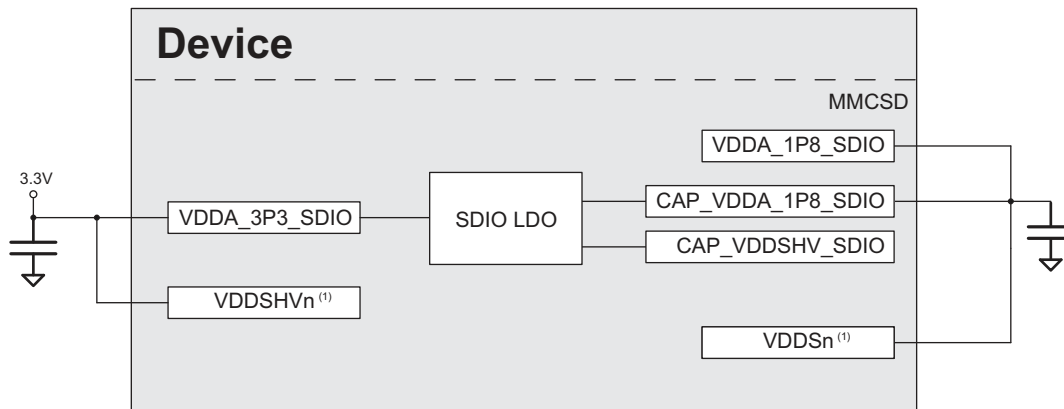 Device
MMCSD
VDDA_1P8_SDIO
3.3V
VDDA_3P3_SDIO
SDIO LDO
CAP_VDDA_1P8_SDIO
CAP_VDDSHV_SDIO
VDDSHVn (1)
VDDSn (1)